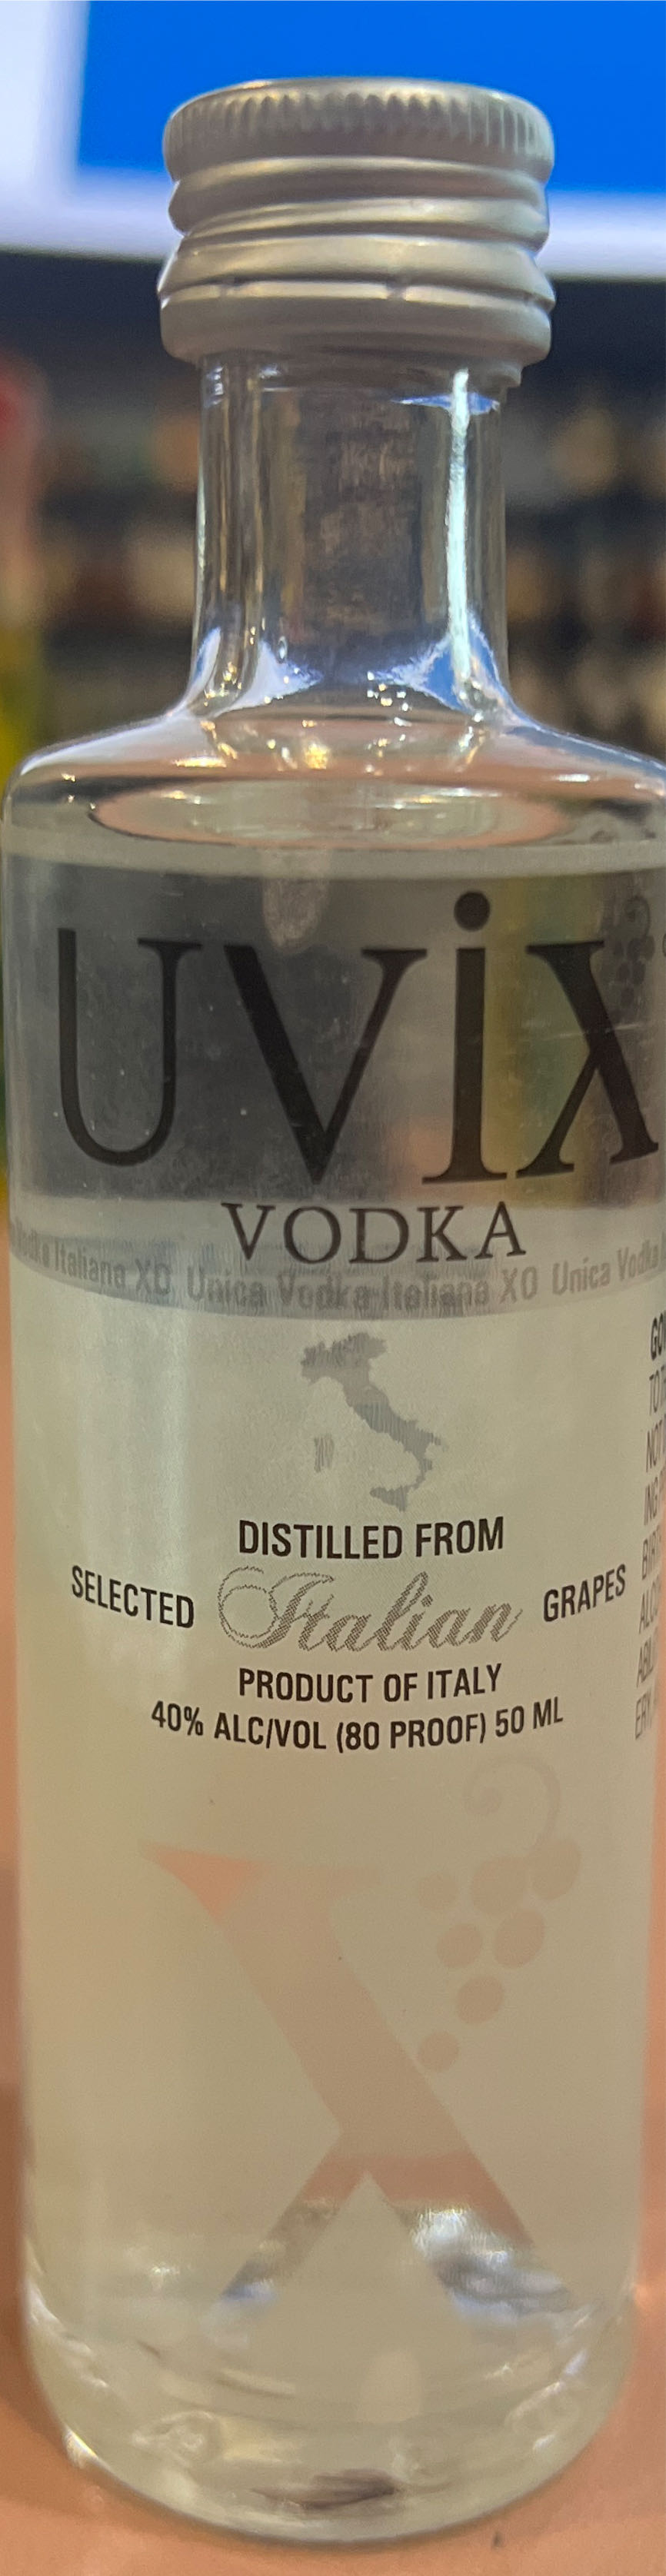 UViX
VODKA
Vodka Italiana XO Unica Vodka Italiana XO Unica Vodka
DISTILLED FROM
SELECTED Italian GRAPES
PRODUCT OF ITALY
40% ALC/VOL (80 PROOF) 50 ML
X